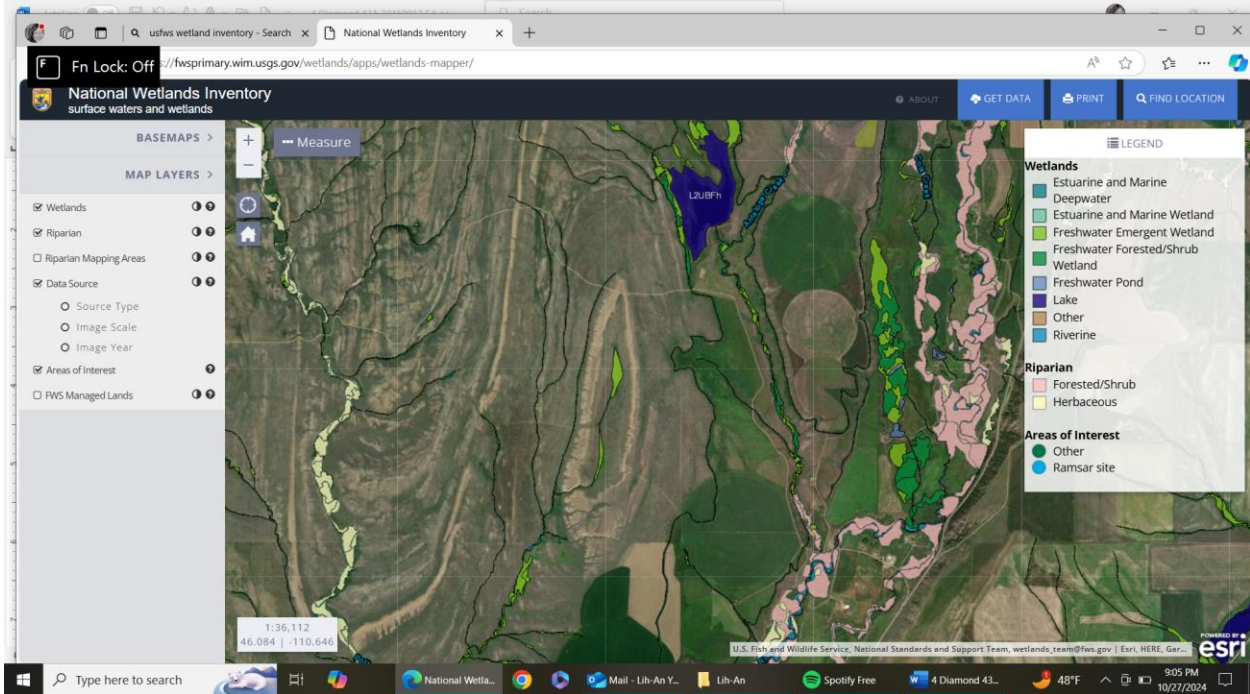 usfws wetland inventory - Search
National Wetlands Inventory
F
Fn Lock: Off
://fwsprimary.wim.usgs.gov/wetlands/apps/wetlands-mapper/
National Wetlands Inventory
surface waters and wetlands
ABOUT
GET DATA
PRINT
FIND LOCATION
BASEMAPS >
MAP LAYERS >
Wetlands
Riparian
Riparian Mapping Areas
Data Source
Source Type
Image Scale
Image Year
Areas of Interest
FWS Managed Lands
+
−
Measure
L2UBFh
1:36,112
46.084 | -110.646
LEGEND
Wetlands
Estuarine and Marine
Deepwater
Estuarine and Marine Wetland
Freshwater Emergent Wetland
Freshwater Forested/Shrub
Wetland
Freshwater Pond
Lake
Other
Riverine
Riparian
Forested/Shrub
Herbaceous
Areas of Interest
Other
Ramsar site
U.S. Fish and Wildlife Service, National Standards and Support Team, wetlands_team@fws.gov | Esri, HERE, Gar...
POWERED BY
esri
Type here to search
National Wetla...
Mail - Lih-An Y...
Lih-An
Spotify Free
4 Diamond 43...
48°F
9:05 PM
10/27/2024